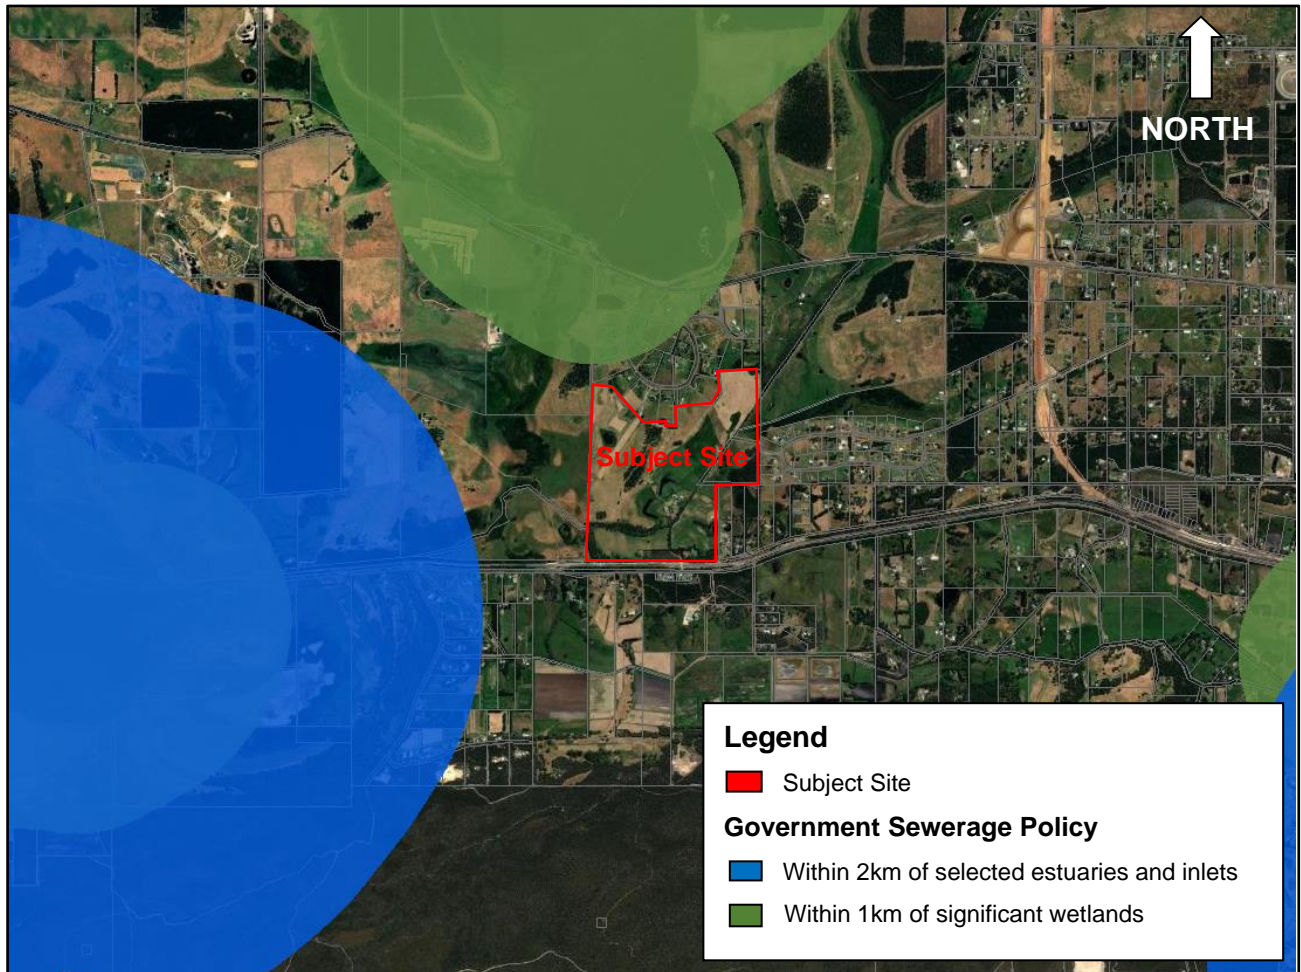 NORTH
Subject Site
Legend
Subject Site
Government Sewerage Policy
Within 2km of selected estuaries and inlets
Within 1km of significant wetlands